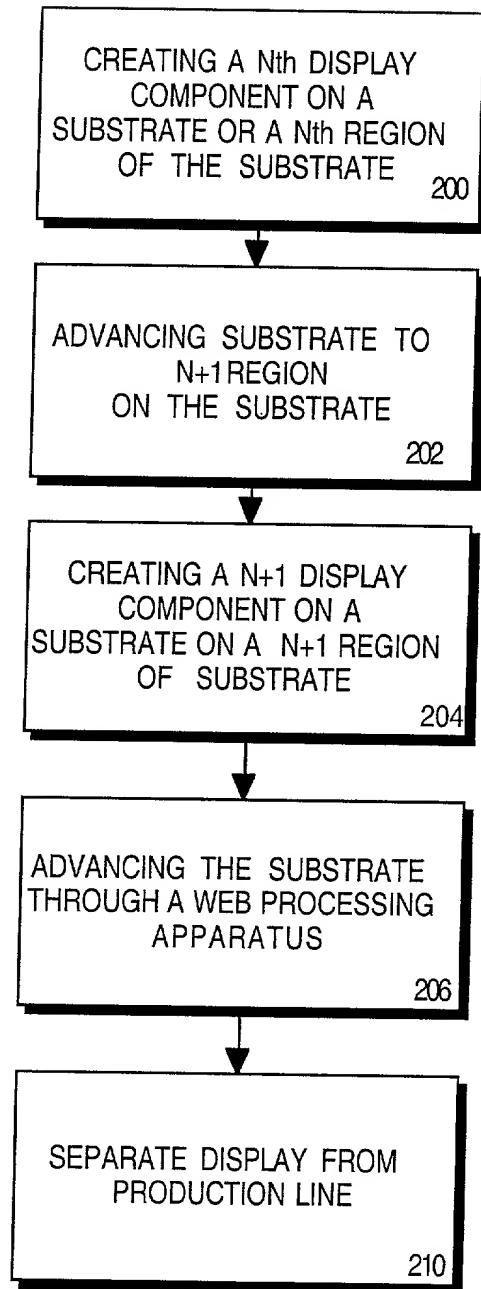 CREATING A Nth DISPLAY
COMPONENT ON A
SUBSTRATE OR A Nth REGION
OF THE SUBSTRATE
200
ADVANCING SUBSTRATE TO
N+1 REGION
ON THE SUBSTRATE
202
CREATING A N+1 DISPLAY
COMPONENT ON A
SUBSTRATE ON A N+1 REGION
OF SUBSTRATE
204
ADVANCING THE SUBSTRATE
THROUGH A WEB PROCESSING
APPARATUS
206
SEPARATE DISPLAY FROM
PRODUCTION LINE
210